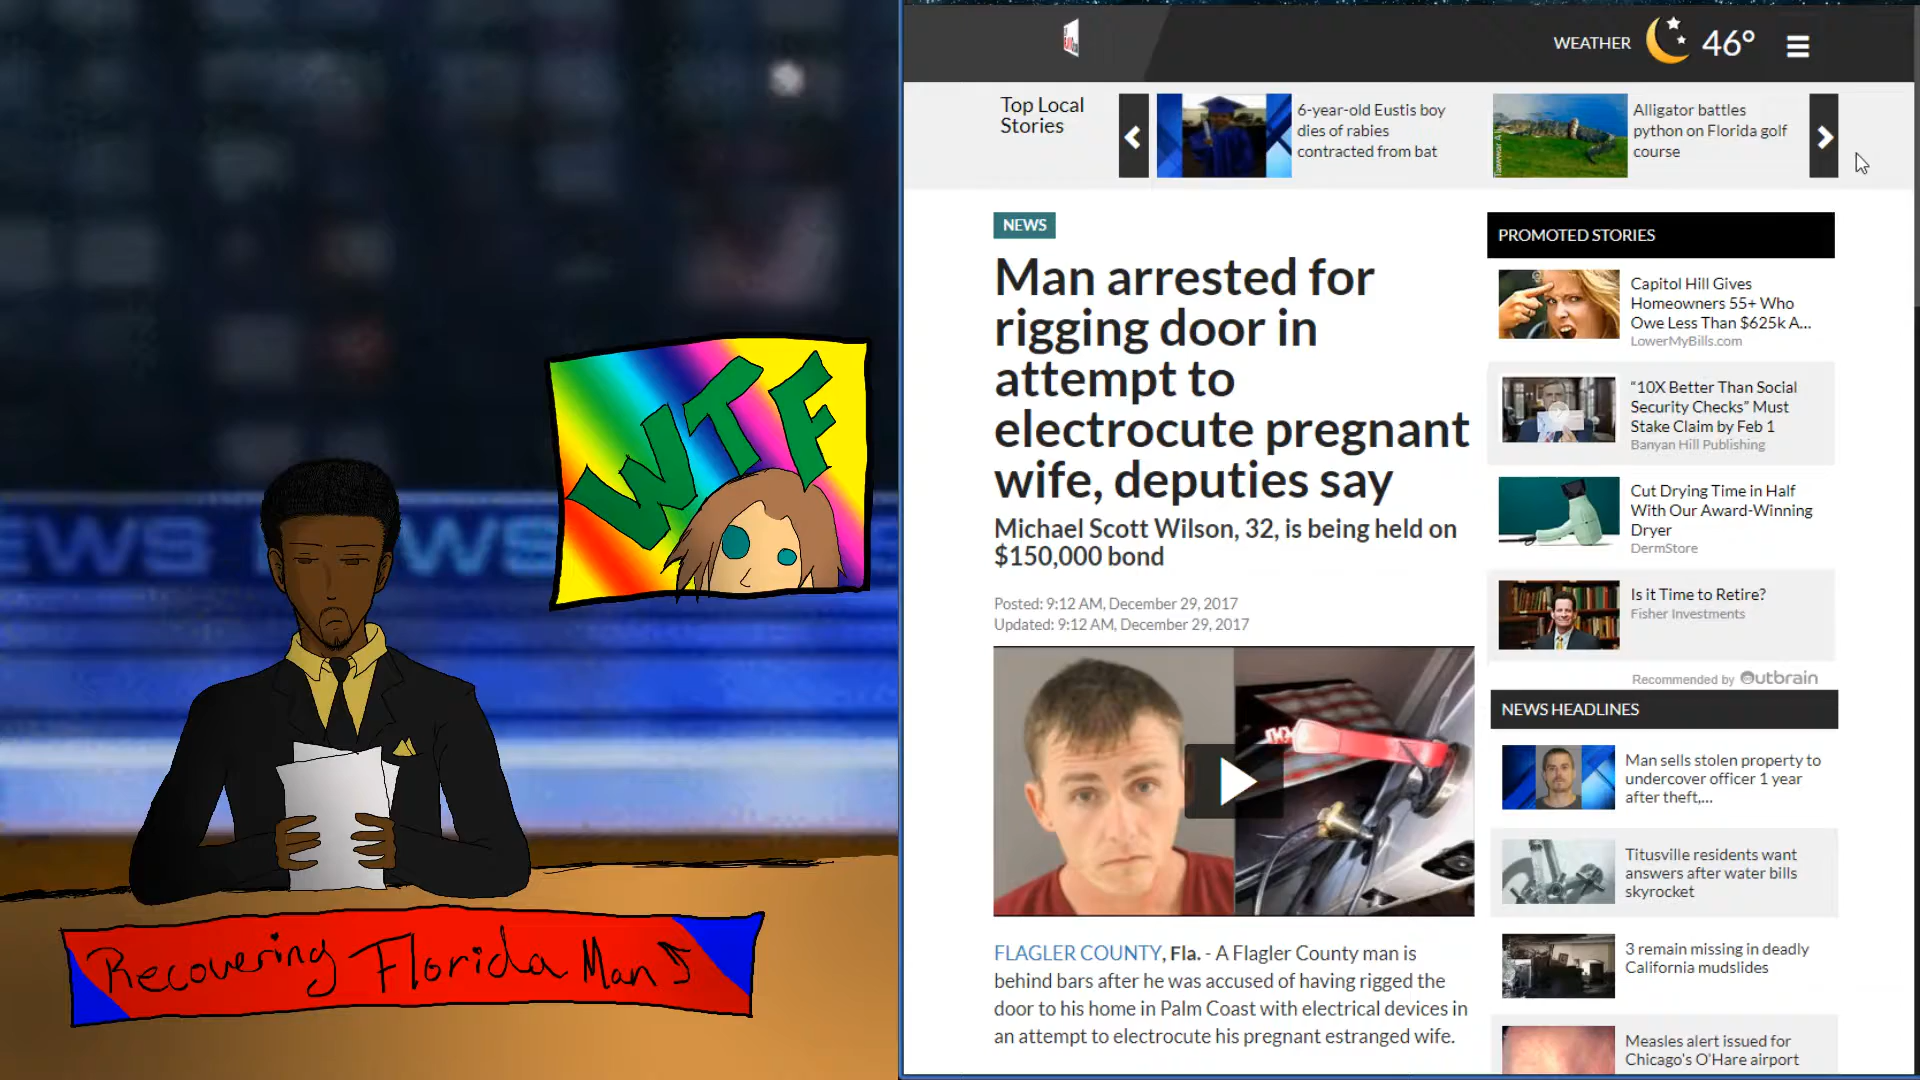 EWS NEWS
WTF
Recovering Florida Man
WEATHER 46°
Top Local
Stories
6-year-old Eustis boy
dies of rabies
contracted from bat
Alligator battles
python on Florida golf
course
NEWS
Man arrested for
rigging door in
attempt to
electrocute pregnant
wife, deputies say
Michael Scott Wilson, 32, is being held on
$150,000 bond
Posted: 9:12 AM, December 29, 2017
Updated: 9:12 AM, December 29, 2017
FLAGLER COUNTY, Fla. - A Flagler County man is
behind bars after he was accused of having rigged the
door to his home in Palm Coast with electrical devices in
an attempt to electrocute his pregnant estranged wife.
PROMOTED STORIES
Capitol Hill Gives
Homeowners 55+ Who
Owe Less Than $625k A...
LowerMyBills.com
“10X Better Than Social
Security Checks” Must
Stake Claim by Feb 1
Banyan Hill Publishing
Cut Drying Time in Half
With Our Award-Winning
Dryer
DermStore
Is it Time to Retire?
Fisher Investments
Recommended by Outbrain
NEWS HEADLINES
Man sells stolen property to
undercover officer 1 year
after theft,...
Titusville residents want
answers after water bills
skyrocket
3 remain missing in deadly
California mudslides
Measles alert issued for
Chicago's O'Hare airport